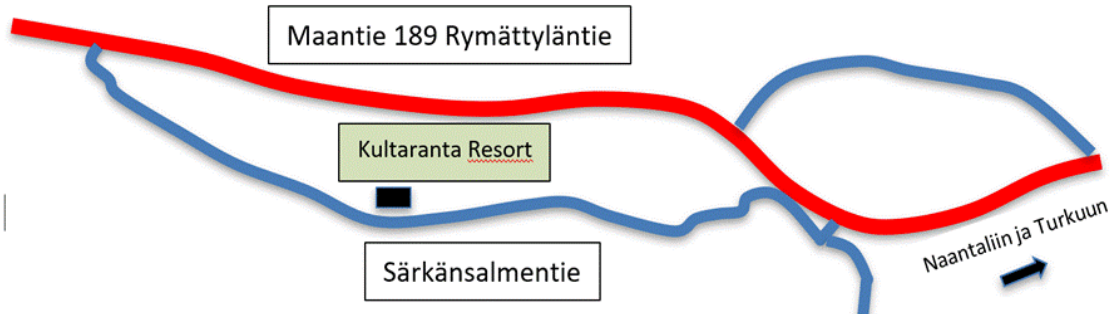 Maantie 189 Rymättyläntie
Kultaranta Resort
Särkänsalmentie
Naantaliin ja Turkuun